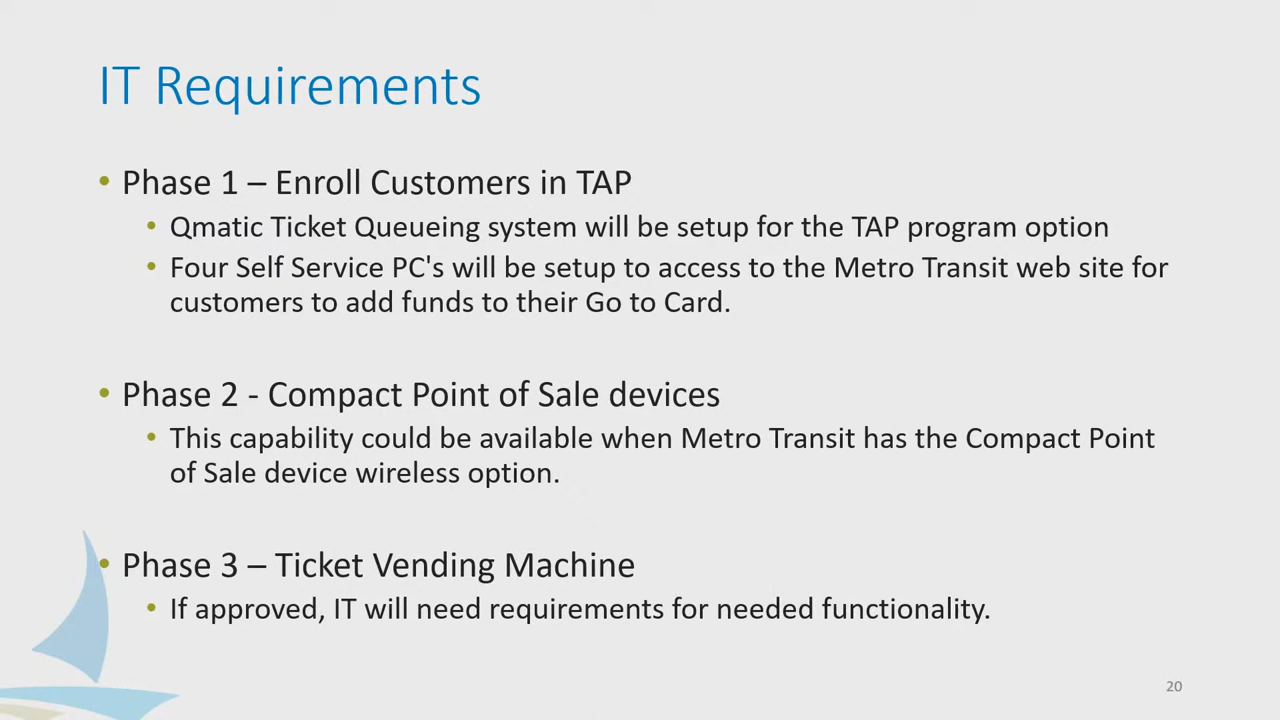 IT Requirements
• Phase 1 – Enroll Customers in TAP
• Qmatic Ticket Queueing system will be setup for the TAP program option
• Four Self Service PC's will be setup to access to the Metro Transit web site for
customers to add funds to their Go to Card.
• Phase 2 - Compact Point of Sale devices
• This capability could be available when Metro Transit has the Compact Point
of Sale device wireless option.
• Phase 3 – Ticket Vending Machine
• If approved, IT will need requirements for needed functionality.
20